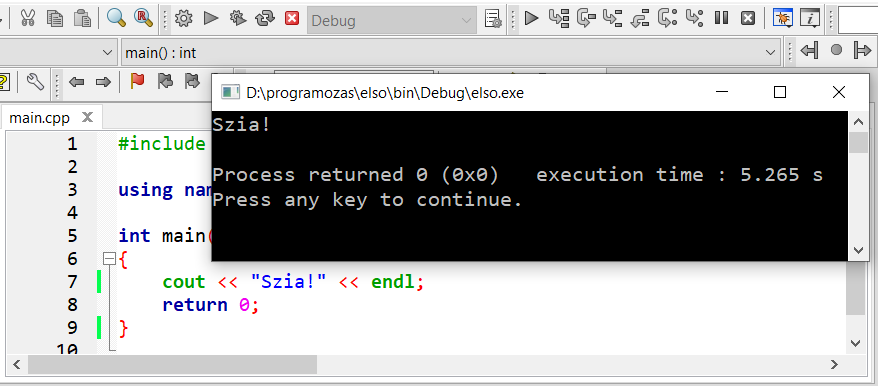 Debug
main() : int
D:\programozas\elso\bin\Debug\elso.exe
main.cpp
Szia!
Process returned 0 (0x0)   execution time : 5.265 s
Press any key to continue.
1 #include
2
3 using
4
5 int main(
6 {
7 cout << "Szia!" << endl;
8 return 0;
9 }
10